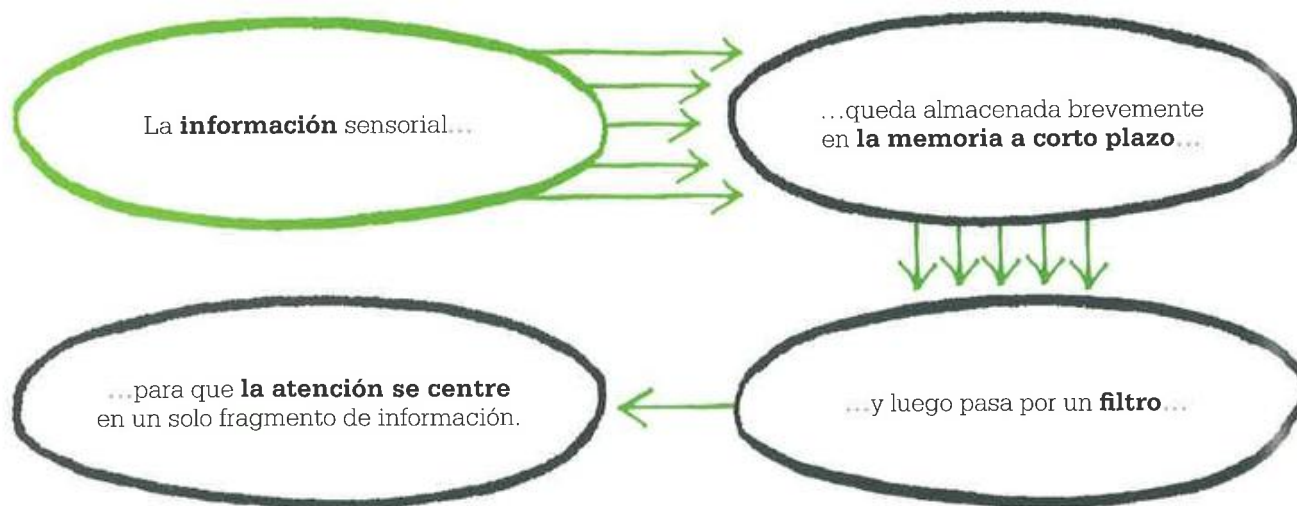 La información sensorial...
...queda almacenada brevemente
en la memoria a corto plazo...
...y luego pasa por un filtro...
...para que la atención se centre
en un solo fragmento de información.